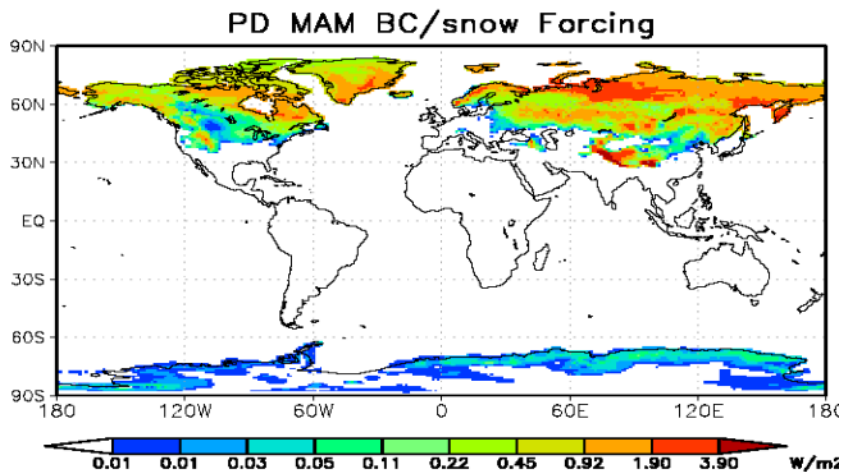 PD MAM BC/snow Forcing
90N
60N
30N
EQ
30S
60S
90S
180 120W 60W 0 60E 120E 180
0.01 0.01 0.03 0.05 0.11 0.22 0.45 0.92 1.90 3.90 W/m2